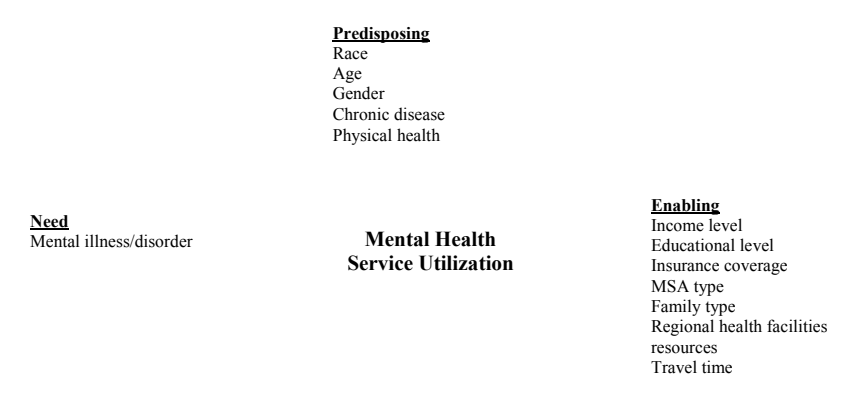 Predisposing
Race
Age
Gender
Chronic disease
Physical health
Need
Mental illness/disorder
Mental Health
Service Utilization
Enabling
Income level
Educational level
Insurance coverage
MSA type
Family type
Regional health facilities
resources
Travel time